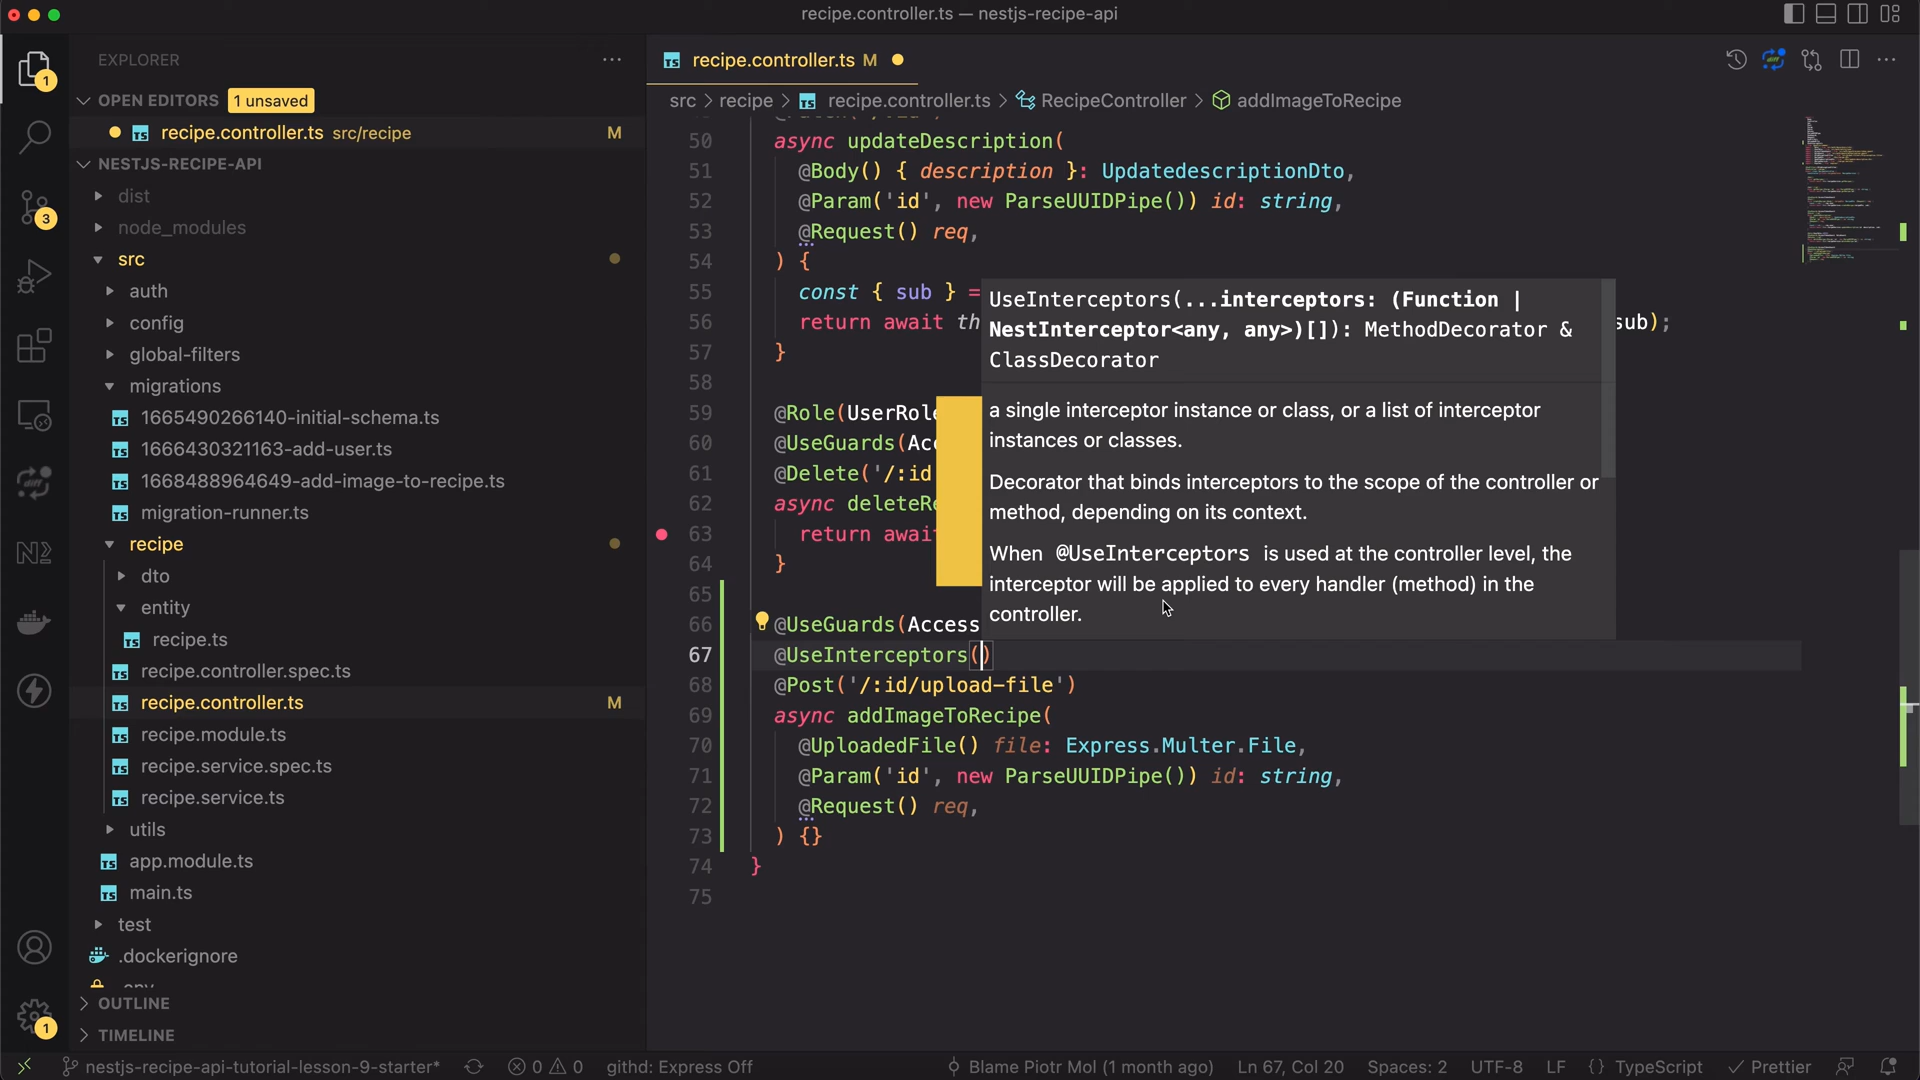 recipe.controller.ts — nestjs-recipe-api
EXPLORER
OPEN EDITORS 1 unsaved
recipe.controller.ts src/recipe M
NESTJS-RECIPE-API
dist
node_modules
src
auth
config
global-filters
migrations
1665490266140-initial-schema.ts
1666430321163-add-user.ts
1668488964649-add-image-to-recipe.ts
migration-runner.ts
recipe
dto
entity
recipe.ts
recipe.controller.spec.ts
recipe.controller.ts M
recipe.module.ts
recipe.service.spec.ts
recipe.service.ts
utils
app.module.ts
main.ts
test
.dockerignore
.env
OUTLINE
TIMELINE
1
3
1
recipe.controller.ts M
src > recipe > recipe.controller.ts > RecipeController > addImageToRecipe
50 async updateDescription(
51 @Body() { description }: UpdatedescriptionDto,
52 @Param('id', new ParseUUIDPipe()) id: string,
53 @Request() req,
54 ) {
55 const { sub } =
56 return await th sub);
57 }
58
59 @Role(UserRole
60 @UseGuards(Acc
61 @Delete('/:id
62 async deleteRe
63 return await
64 }
65
66 @UseGuards(Access
67 @UseInterceptors()
68 @Post('/:id/upload-file')
69 async addImageToRecipe(
70 @UploadedFile() file: Express.Multer.File,
71 @Param('id', new ParseUUIDPipe()) id: string,
72 @Request() req,
73 ) {}
74 }
75
UseInterceptors(...interceptors: (Function |
NestInterceptor<any, any>)[]): MethodDecorator &
ClassDecorator
a single interceptor instance or class, or a list of interceptor
instances or classes.
Decorator that binds interceptors to the scope of the controller or
method, depending on its context.
When @UseInterceptors is used at the controller level, the
interceptor will be applied to every handler (method) in the
controller.
nestjs-recipe-api-tutorial-lesson-9-starter* 0 0 githd: Express Off Blame Piotr Mol (1 month ago) Ln 67, Col 20 Spaces: 2 UTF-8 LF {} TypeScript Prettier